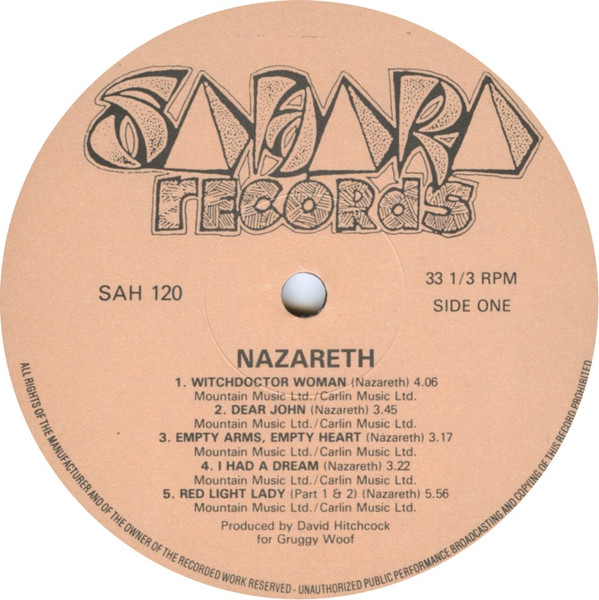 SAHARA
RECORdS
SAH 120
33 1/3 RPM
SIDE ONE
NAZARETH
1. WITCHDOCTOR WOMAN (Nazareth) 4.06
Mountain Music Ltd./Carlin Music Ltd.
2. DEAR JOHN (Nazareth) 3.45
Mountain Music Ltd./Carlin Music Ltd.
3. EMPTY ARMS, EMPTY HEART (Nazareth) 3.17
Mountain Music Ltd./Carlin Music Ltd.
4. I HAD A DREAM (Nazareth) 3.22
Mountain Music Ltd./Carlin Music Ltd.
5. RED LIGHT LADY (Part 1 & 2) (Nazareth) 5.56
Mountain Music Ltd./Carlin Music Ltd.
Produced by David Hitchcock
for Gruggy Woof
ALL RIGHTS OF THE MANUFACTURER AND OF THE OWNER OF THE RECORDED WORK RESERVED - UNAUTHORIZED PUBLIC PERFORMANCE BROADCASTING AND COPYING OF THIS RECORD PROHIBITED